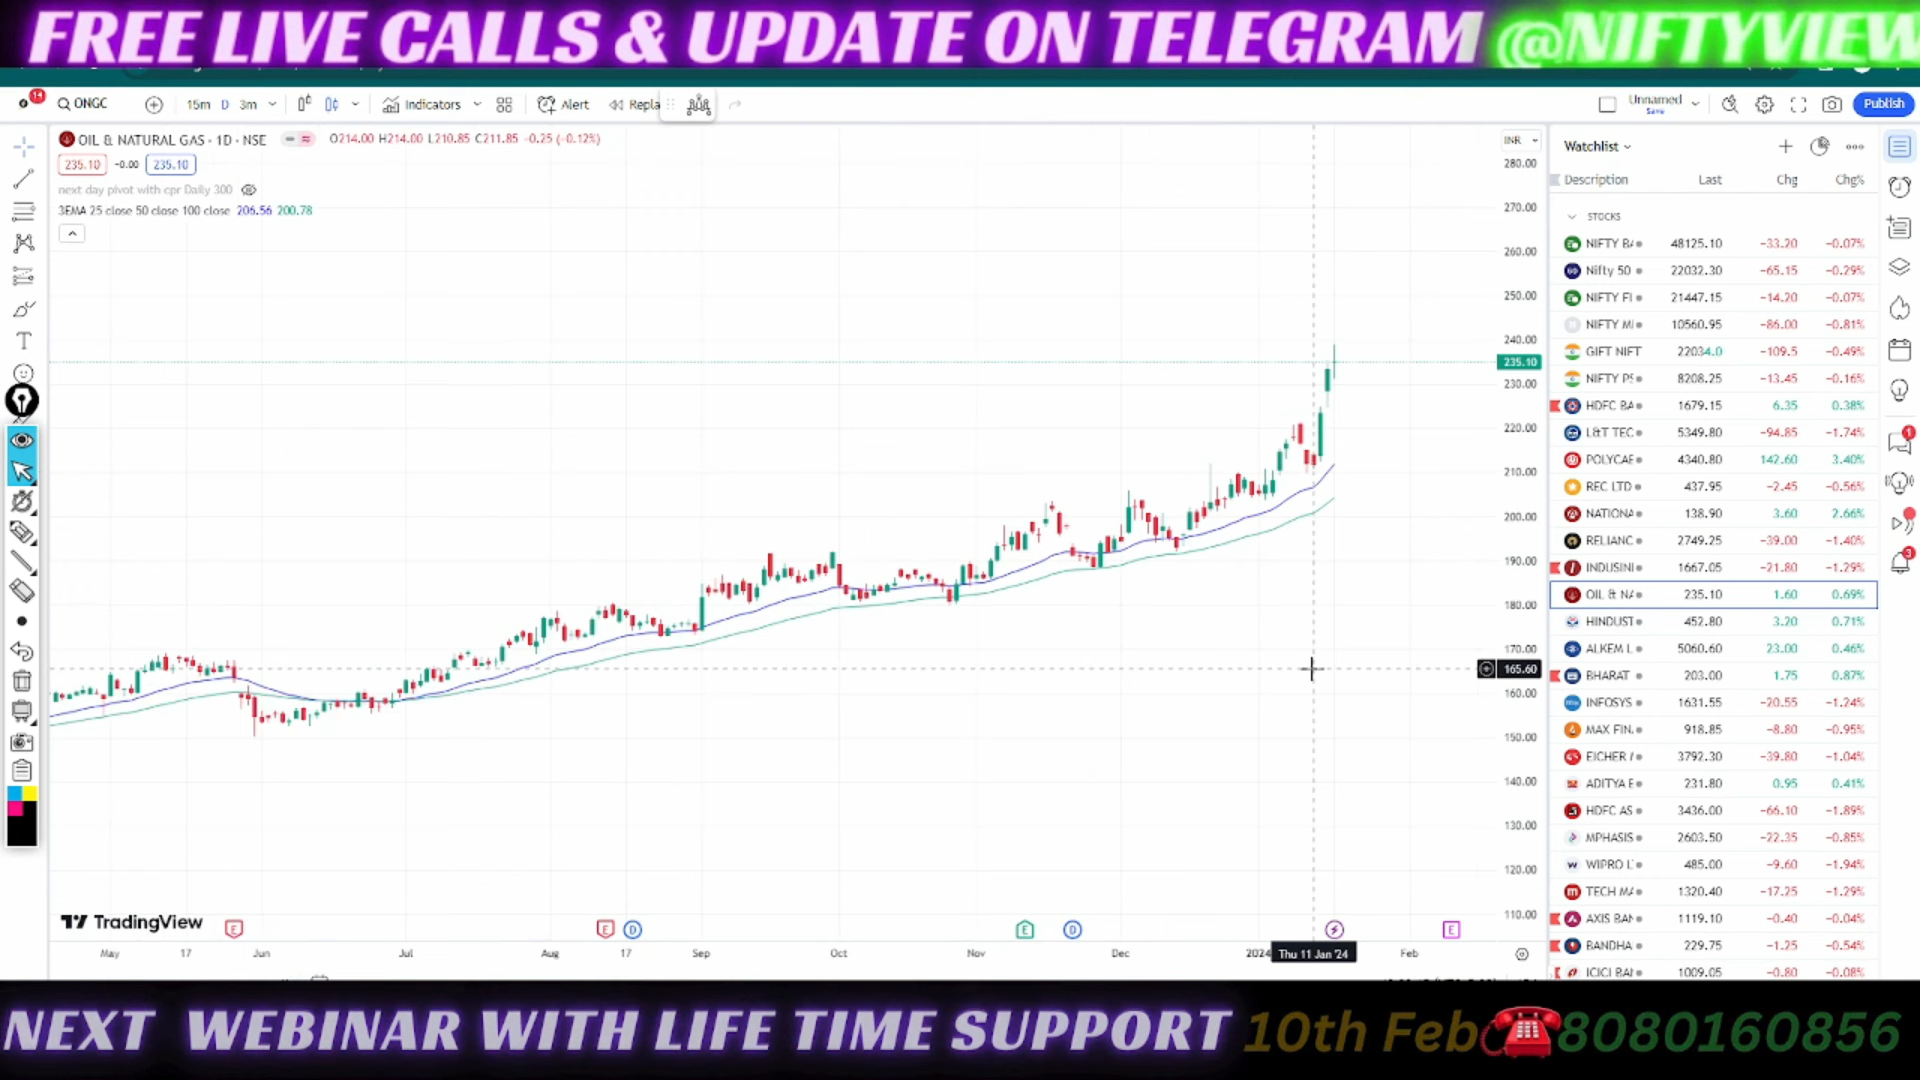 FREE LIVE CALLS & UPDATE ON TELEGRAM @NIFTYVIEW
14
ONGC
15m D 3m
Indicators
Alert
Repla
Unnamed
Save
Publish
OIL & NATURAL GAS · 1D · NSE
O214.00 H214.00 L210.85 C211.85 -0.25 (-0.12%)
235.10 -0.00 235.10
next day pivot with cpr Daily 300
3EMA 25 close 50 close 100 close 206.56 200.78
INR
280.00
270.00
260.00
250.00
240.00
235.10
230.00
220.00
210.00
200.00
190.00
180.00
170.00
165.60
160.00
150.00
140.00
130.00
120.00
110.00
TradingView
E
E
D
E
D
E
May 17 Jun Jul Aug 17 Sep Oct Nov Dec 2024 Thu 11 Jan '24 Feb
Watchlist
Description Last Chg Chg%
STOCKS
NIFTY BA 48125.10 -33.20 -0.07%
Nifty 50 22032.30 -65.15 -0.29%
NIFTY FI 21447.15 -14.20 -0.07%
NIFTY MI 10560.95 -86.00 -0.81%
GIFT NIFT 22034.0 -109.5 -0.49%
NIFTY PS 8208.25 -13.45 -0.16%
HDFC BA 1679.15 6.35 0.38%
L&T TEC 5349.80 -94.85 -1.74%
POLYCAB 4340.80 142.60 3.40%
REC LTD 437.95 -2.45 -0.56%
NATIONA 138.90 3.60 2.66%
RELIANC 2749.25 -39.00 -1.40%
INDUSINI 1667.05 -21.80 -1.29%
OIL & NA 235.10 1.60 0.69%
HINDUST 452.80 3.20 0.71%
ALKEM L 5060.60 23.00 0.46%
BHARAT 203.00 1.75 0.87%
INFOSYS 1631.55 -20.55 -1.24%
MAX FIN. 918.85 -8.80 -0.95%
EICHER 3792.30 -39.80 -1.04%
ADITYA E 231.80 0.95 0.41%
HDFC AS 3436.00 -66.10 -1.89%
MPHASIS 2603.50 -22.35 -0.85%
WIPRO L 485.00 -9.60 -1.94%
TECH MA 1320.40 -17.25 -1.29%
AXIS BAN 1119.10 -0.40 -0.04%
BANDHA 229.75 -1.25 -0.54%
ICICI BAI 1009.05 -0.80 -0.08%
1
3
NEXT WEBINAR WITH LIFE TIME SUPPORT 10th Feb 8080160856